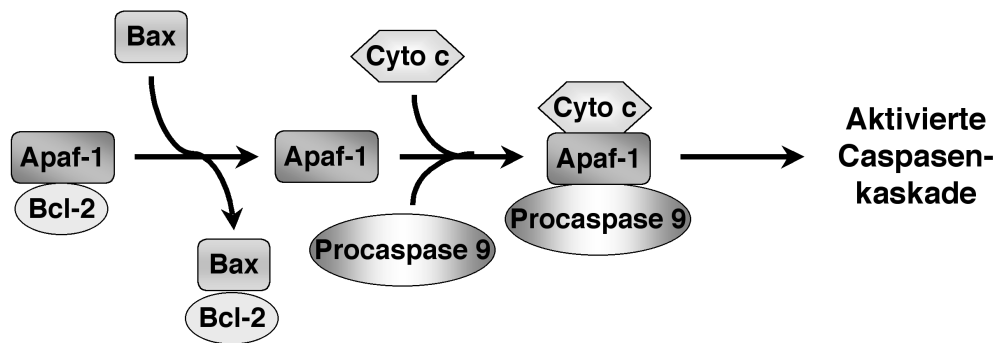 Bax
Cyto c
Cyto c
Apaf-1
Apaf-1
Apaf-1
Aktivierte
Caspasen-
kaskade
Bcl-2
Procaspase 9
Procaspase 9
Bax
Bcl-2